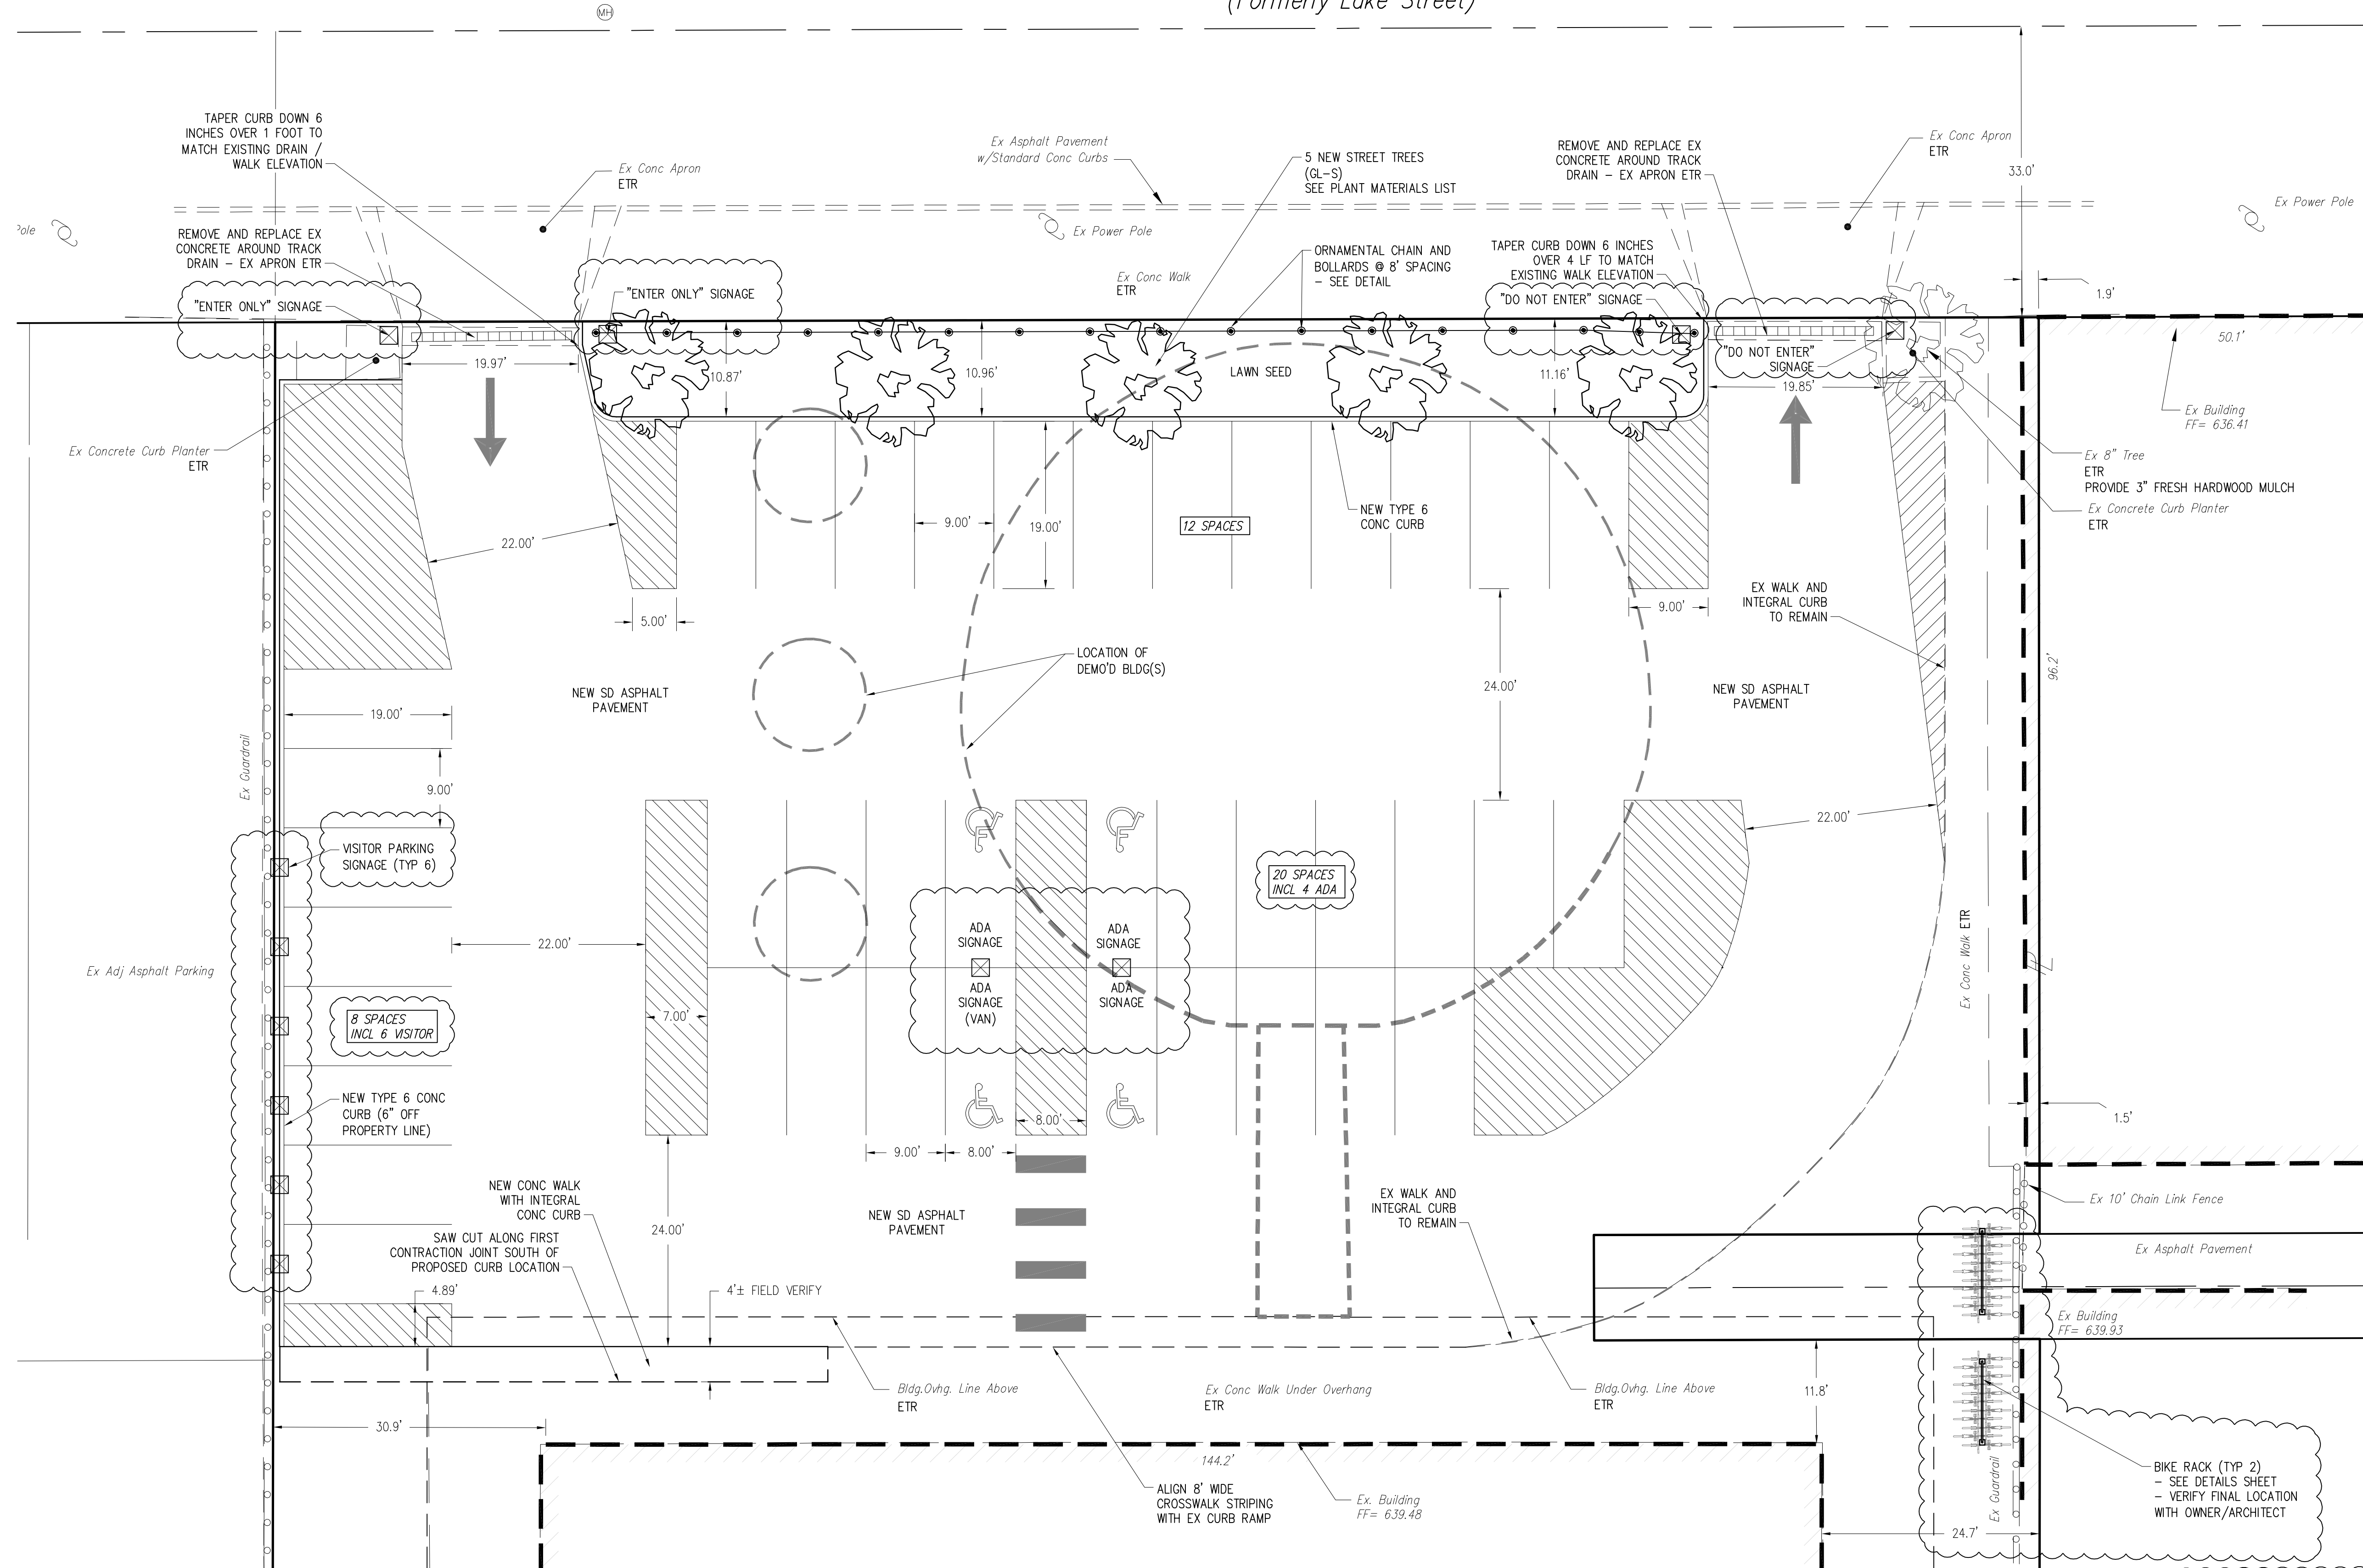 (Formerly Lake Street)
MH
TAPER CURB DOWN 6
INCHES OVER 1 FOOT TO
MATCH EXISTING DRAIN /
WALK ELEVATION
Ex Conc Apron
ETR
Ex Asphalt Pavement
w/Standard Conc Curbs
5 NEW STREET TREES
(GL-S)
SEE PLANT MATERIALS LIST
REMOVE AND REPLACE EX
CONCRETE AROUND TRACK
DRAIN – EX APRON ETR
Ex Conc Apron
ETR
33.0'
Pole
Ex Power Pole
Ex Power Pole
REMOVE AND REPLACE EX
CONCRETE AROUND TRACK
DRAIN – EX APRON ETR
"ENTER ONLY" SIGNAGE
"ENTER ONLY" SIGNAGE
Ex Conc Walk
ETR
ORNAMENTAL CHAIN AND
BOLLARDS @ 8' SPACING
– SEE DETAIL
TAPER CURB DOWN 6 INCHES
OVER 4 LF TO MATCH
EXISTING WALK ELEVATION
"DO NOT ENTER" SIGNAGE
1.9'
50.1'
"DO NOT ENTER"
SIGNAGE
19.97'
10.87'
10.96'
LAWN SEED
11.16'
19.85'
Ex Building
FF= 636.41
Ex Concrete Curb Planter
ETR
Ex 8" Tree
ETR
PROVIDE 3" FRESH HARDWOOD MULCH
Ex Concrete Curb Planter
ETR
22.00'
9.00'
19.00'
12 SPACES
NEW TYPE 6
CONC CURB
5.00'
9.00'
EX WALK AND
INTEGRAL CURB
TO REMAIN
LOCATION OF
DEMO'D BLDG(S)
96.2'
24.00'
NEW SD ASPHALT
PAVEMENT
NEW SD ASPHALT
PAVEMENT
19.00'
Ex Guardrail
9.00'
22.00'
VISITOR PARKING
SIGNAGE (TYP 6)
20 SPACES
INCL 4 ADA
ADA
SIGNAGE
ADA
SIGNAGE
22.00'
Ex Conc Walk ETR
Ex Adj Asphalt Parking
ADA
SIGNAGE
(VAN)
ADA
SIGNAGE
7.00'
8 SPACES
INCL 6 VISITOR
NEW TYPE 6 CONC
CURB (6" OFF
PROPERTY LINE)
8.00'
1.5'
9.00'
8.00'
NEW CONC WALK
WITH INTEGRAL
CONC CURB
NEW SD ASPHALT
PAVEMENT
EX WALK AND
INTEGRAL CURB
TO REMAIN
Ex 10' Chain Link Fence
24.00'
SAW CUT ALONG FIRST
CONTRACTION JOINT SOUTH OF
PROPOSED CURB LOCATION
Ex Asphalt Pavement
4.89'
4'± FIELD VERIFY
Ex Building
FF= 639.93
Bldg.Ovhg. Line Above
ETR
Ex Conc Walk Under Overhang
ETR
Bldg.Ovhg. Line Above
ETR
11.8'
30.9'
144.2'
ALIGN 8' WIDE
CROSSWALK STRIPING
WITH EX CURB RAMP
Ex. Building
FF= 639.48
Ex Guardrail
BIKE RACK (TYP 2)
– SEE DETAILS SHEET
– VERIFY FINAL LOCATION
WITH OWNER/ARCHITECT
24.7'